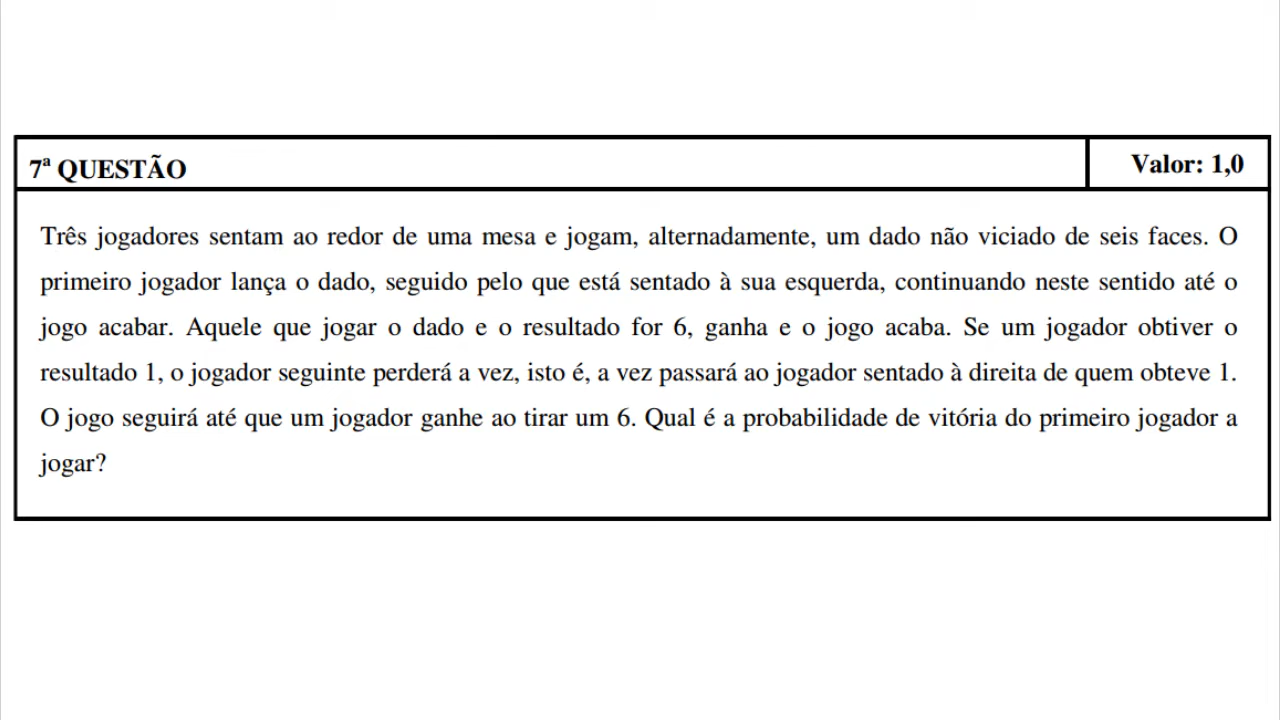 7ª QUESTÃO
Valor: 1,0
Três jogadores sentam ao redor de uma mesa e jogam, alternadamente, um dado não viciado de seis faces. O
primeiro jogador lança o dado, seguido pelo que está sentado à sua esquerda, continuando neste sentido até o
jogo acabar. Aquele que jogar o dado e o resultado for 6, ganha e o jogo acaba. Se um jogador obtiver o
resultado 1, o jogador seguinte perderá a vez, isto é, a vez passará ao jogador sentado à direita de quem obteve 1.
O jogo seguirá até que um jogador ganhe ao tirar um 6. Qual é a probabilidade de vitória do primeiro jogador a
jogar?